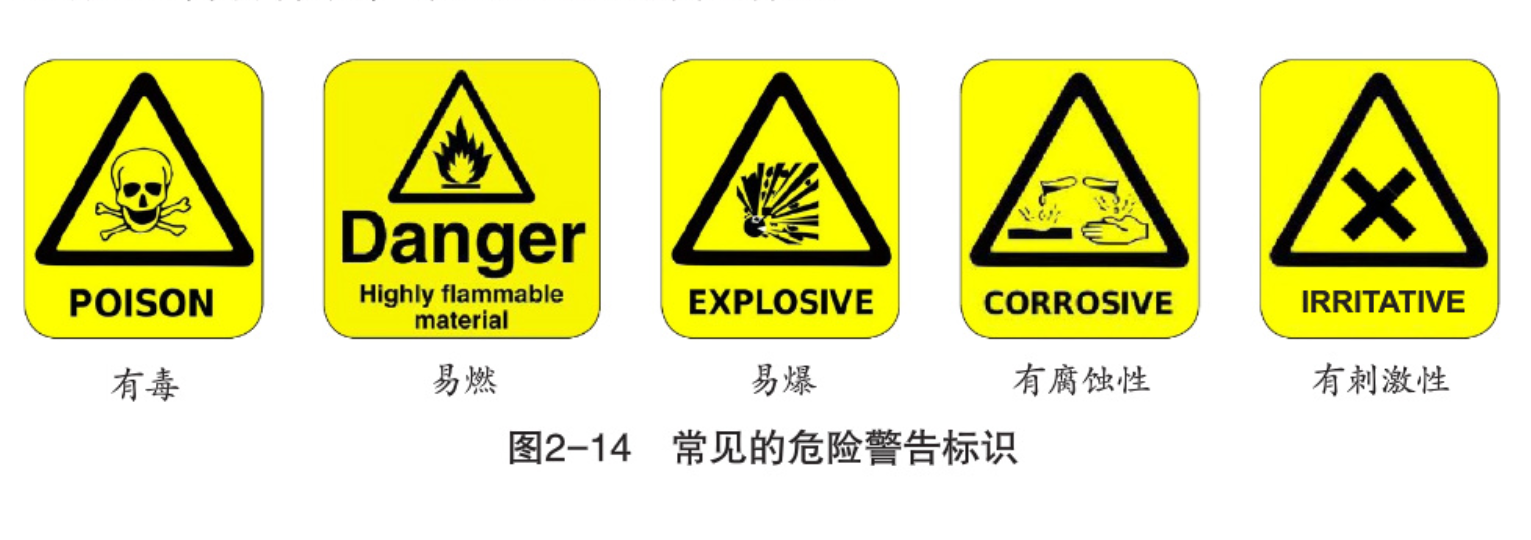 POISON
Danger
Highly flammable
material
EXPLOSIVE
CORROSIVE
IRRITATIVE
有毒
易燃
易爆
有腐蚀性
有刺激性
图2-14 常见的危险警告标识